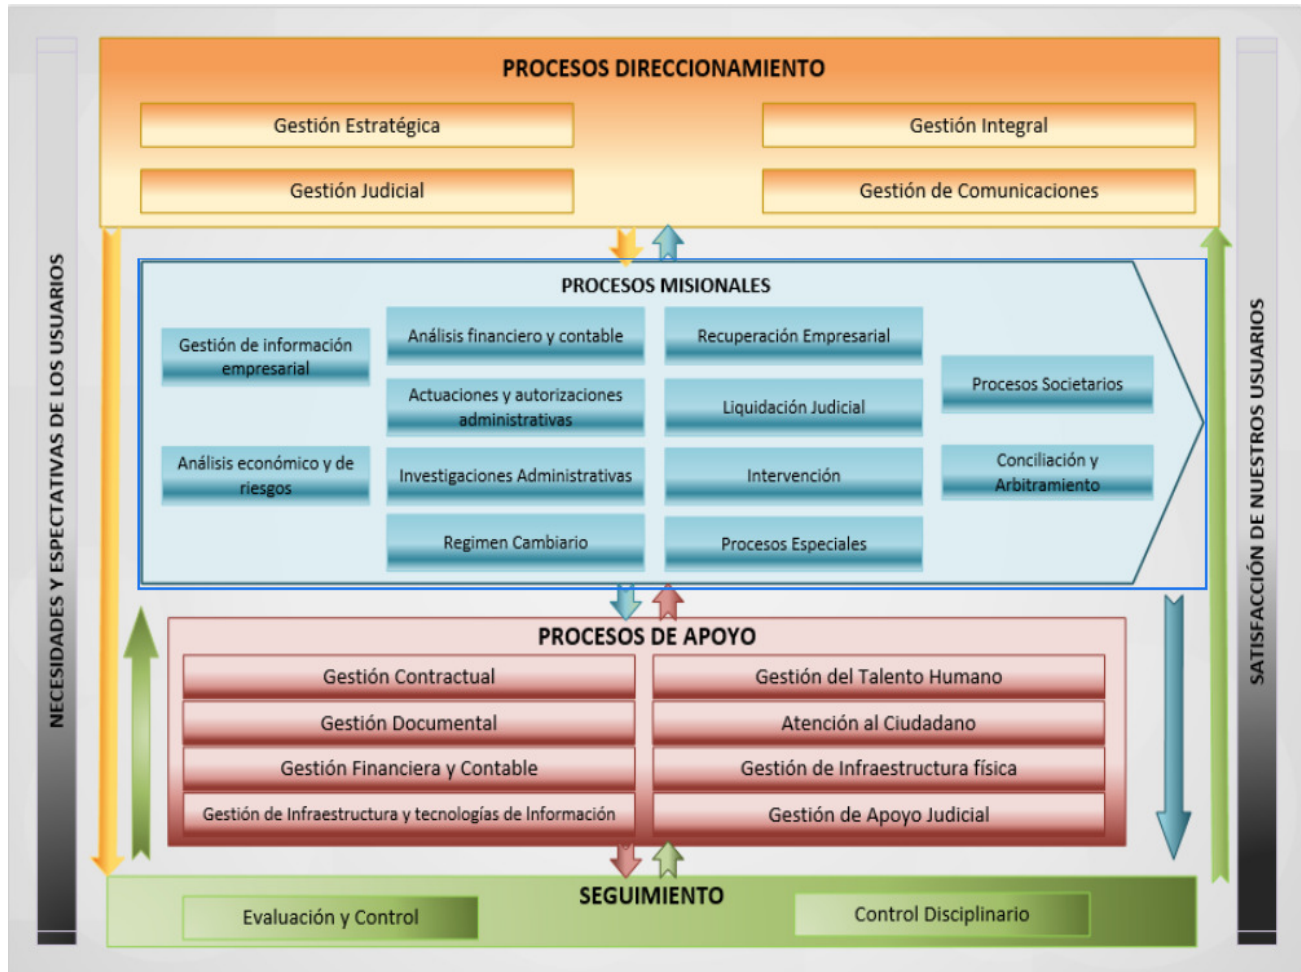 PROCESOS DIRECCIONAMIENTO
Gestión Estratégica
Gestión Integral
Gestión Judicial
Gestión de Comunicaciones
NECESIDADES Y ESPECTATIVAS DE LOS USUARIOS
PROCESOS MISIONALES
Gestión de información
empresarial
Análisis económico y de
riesgos
Análisis financiero y contable
Actuaciones y autorizaciones
administrativas
Investigaciones Administrativas
Regimen Cambiario
Recuperación Empresarial
Liquidación Judicial
Intervención
Procesos Especiales
Procesos Societarios
Conciliación y
Arbitramiento
SATISFACCIÓN DE NUESTROS USUARIOS
PROCESOS DE APOYO
Gestión Contractual
Gestión del Talento Humano
Gestión Documental
Atención al Ciudadano
Gestión Financiera y Contable
Gestión de Infraestructura física
Gestión de Infraestructura y tecnologías de Información
Gestión de Apoyo Judicial
SEGUIMIENTO
Evaluación y Control
Control Disciplinario